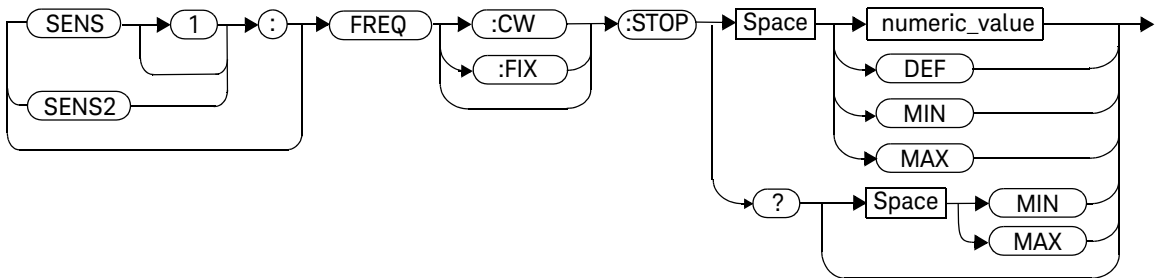 SENS 1 : FREQ :CW :STOP Space numeric_value
:FIX DEF
SENS2 MIN
MAX
? Space MIN
MAX